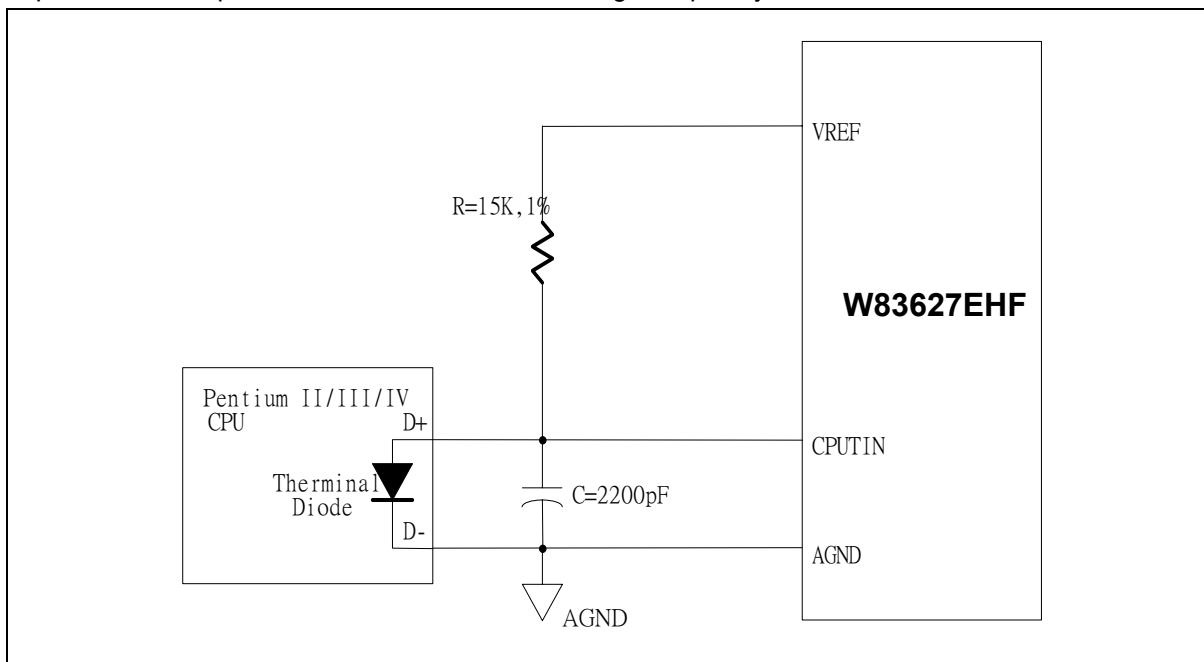 VREF
R=15K,1%
W83627EHF
Pentium II/III/IV
CPU
D+
CPUTIN
Therminal
Diode
C=2200pF
D-
AGND
AGND